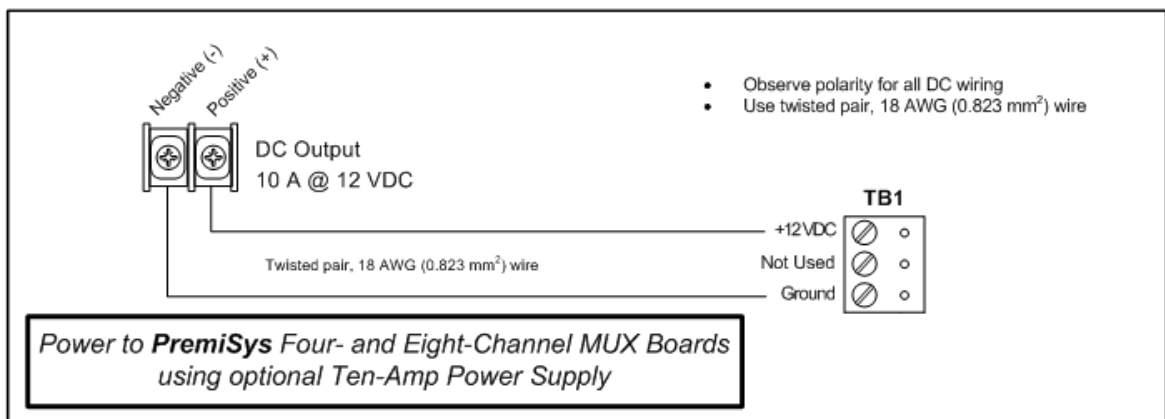 Negative (-)
Positive (+)
DC Output
10 A @ 12 VDC
• Observe polarity for all DC wiring
• Use twisted pair, 18 AWG (0.823 mm²) wire
TB1
+12VDC
Not Used
Ground
Twisted pair, 18 AWG (0.823 mm²) wire
Power to PremiSys Four- and Eight-Channel MUX Boards
using optional Ten-Amp Power Supply